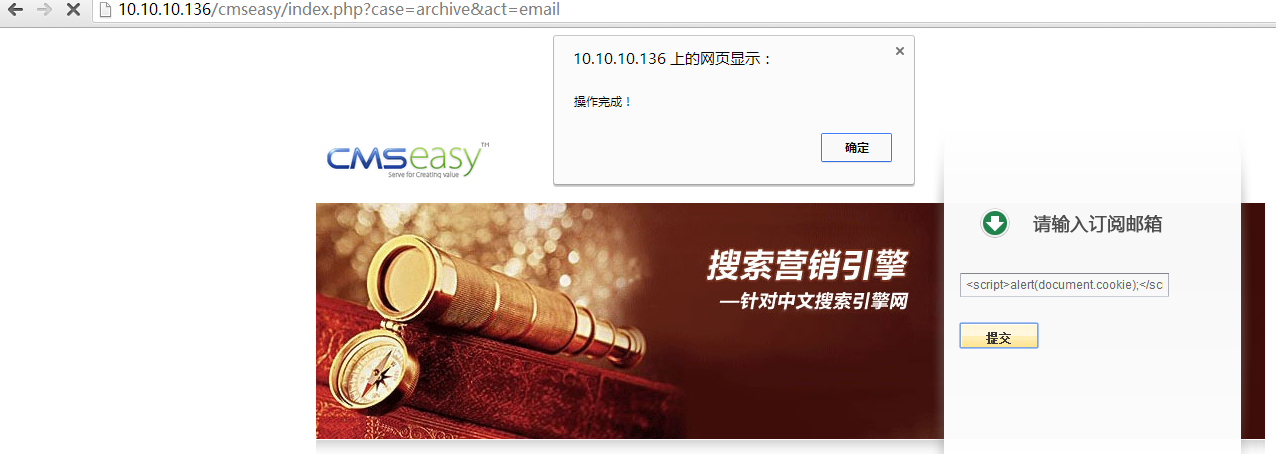 10.10.10.136/cmseasy/index.php?case=archive&act=email
10.10.10.136 上的网页显示：
操作完成！
确定
CMSeasy™
Serve for Creating value
请输入订阅邮箱
搜索营销引擎
—针对中文搜索引擎网
<script>alert(document.cookie);</sc
提交